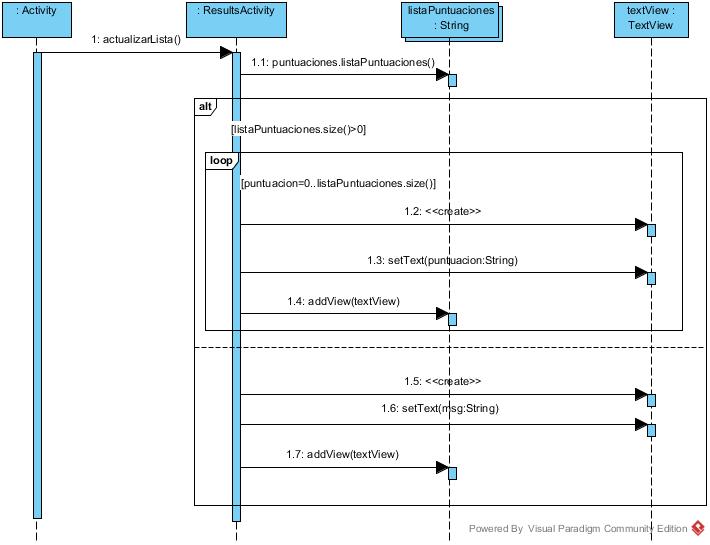 : Activity
: ResultsActivity
listaPuntuaciones
: String
textView :
TextView
1: actualizarLista()
1.1: puntuaciones.listaPuntuaciones()
alt
[listaPuntuaciones.size()>0]
loop
[puntuacion=0..listaPuntuaciones.size()]
1.2: <<create>>
1.3: setText(puntuacion:String)
1.4: addView(textView)
1.5: <<create>>
1.6: setText(msg:String)
1.7: addView(textView)
Powered By Visual Paradigm Community Edition